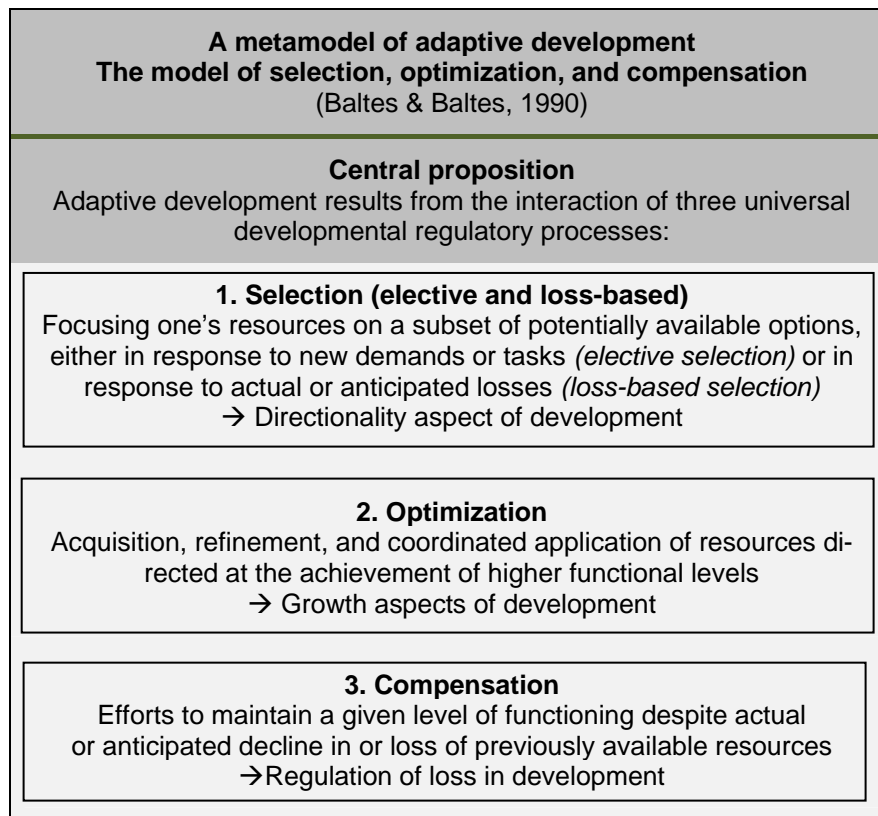 A metamodel of adaptive development
The model of selection, optimization, and compensation
(Baltes & Baltes, 1990)
Central proposition
Adaptive development results from the interaction of three universal
developmental regulatory processes:
1. Selection (elective and loss-based)
Focusing one’s resources on a subset of potentially available options,
either in response to new demands or tasks (elective selection) or in
response to actual or anticipated losses (loss-based selection)
→ Directionality aspect of development
2. Optimization
Acquisition, refinement, and coordinated application of resources di-
rected at the achievement of higher functional levels
→ Growth aspects of development
3. Compensation
Efforts to maintain a given level of functioning despite actual
or anticipated decline in or loss of previously available resources
→Regulation of loss in development